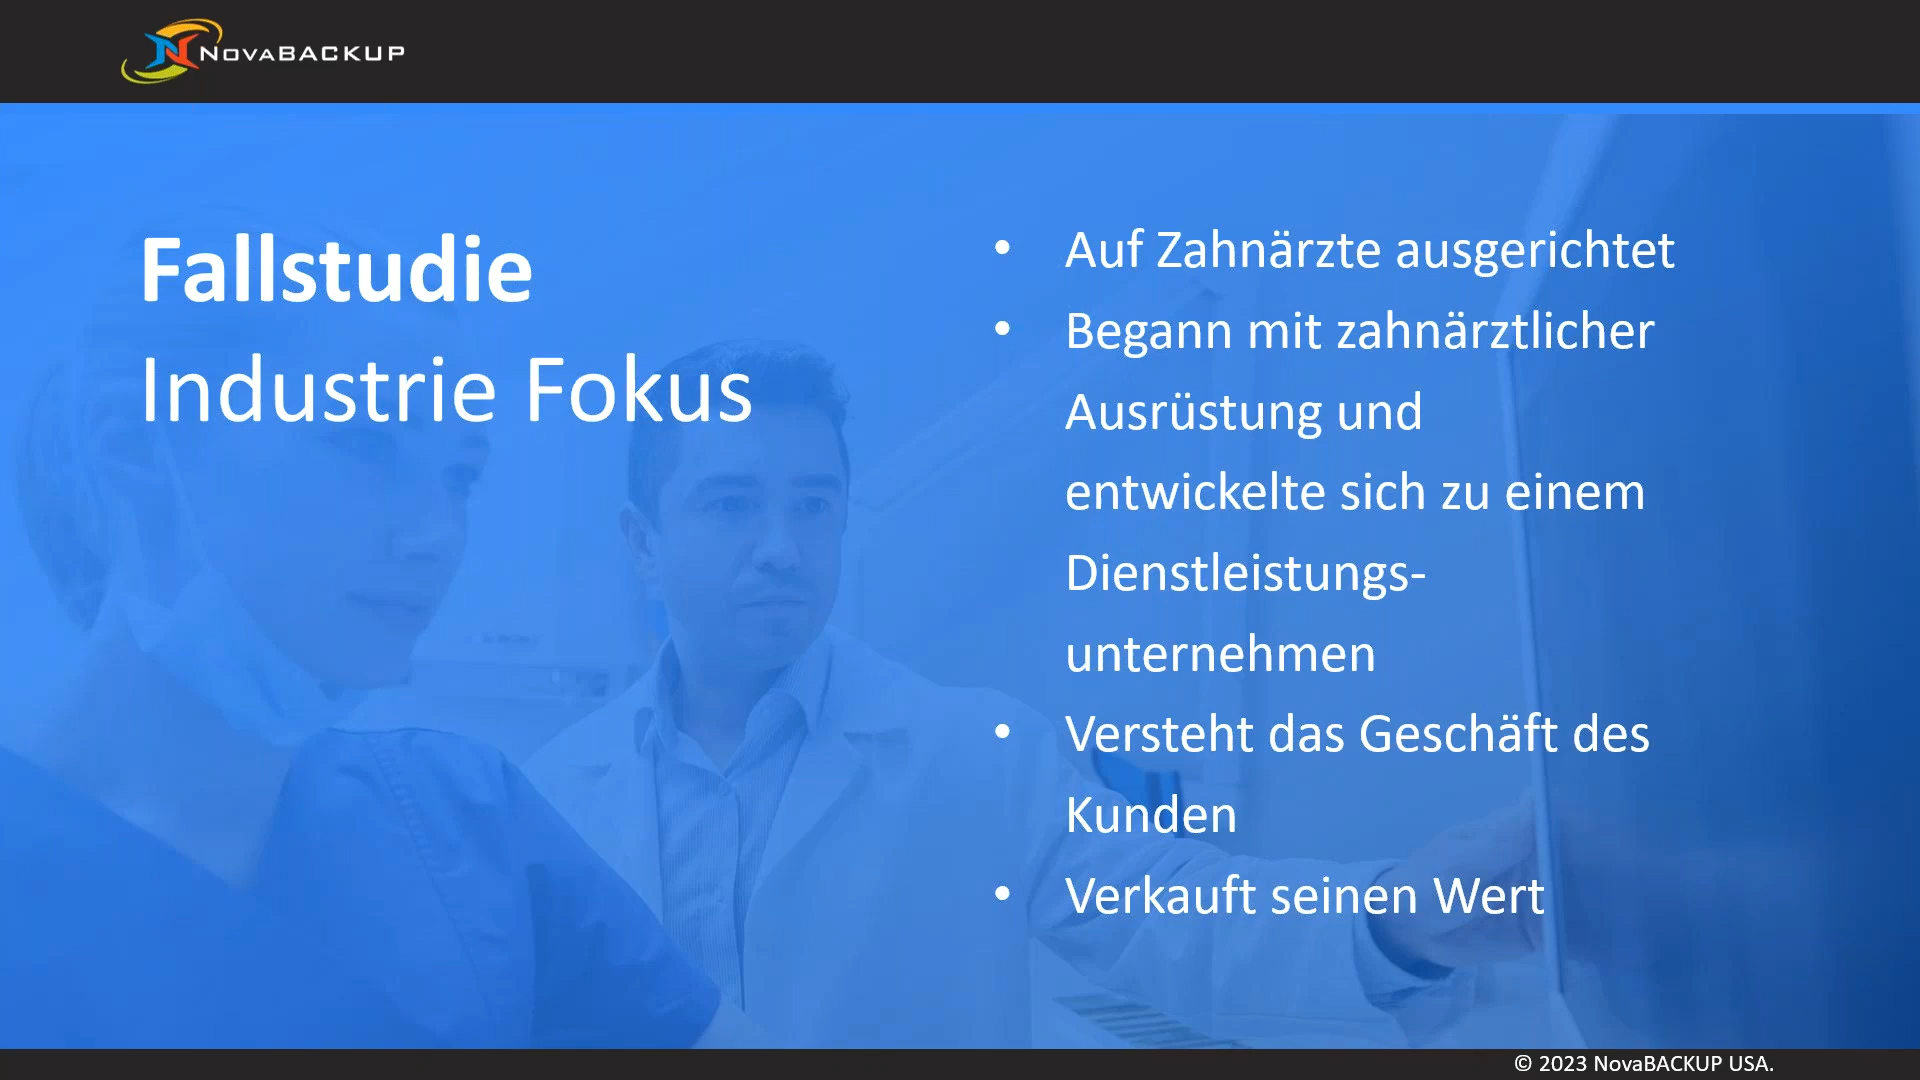 NovaBACKUP
Fallstudie
Industrie Fokus
• Auf Zahnärzte ausgerichtet
• Begann mit zahnärztlicher
Ausrüstung und
entwickelte sich zu einem
Dienstleistungs-
unternehmen
• Versteht das Geschäft des
Kunden
• Verkauft seinen Wert
© 2023 NovaBACKUP USA.